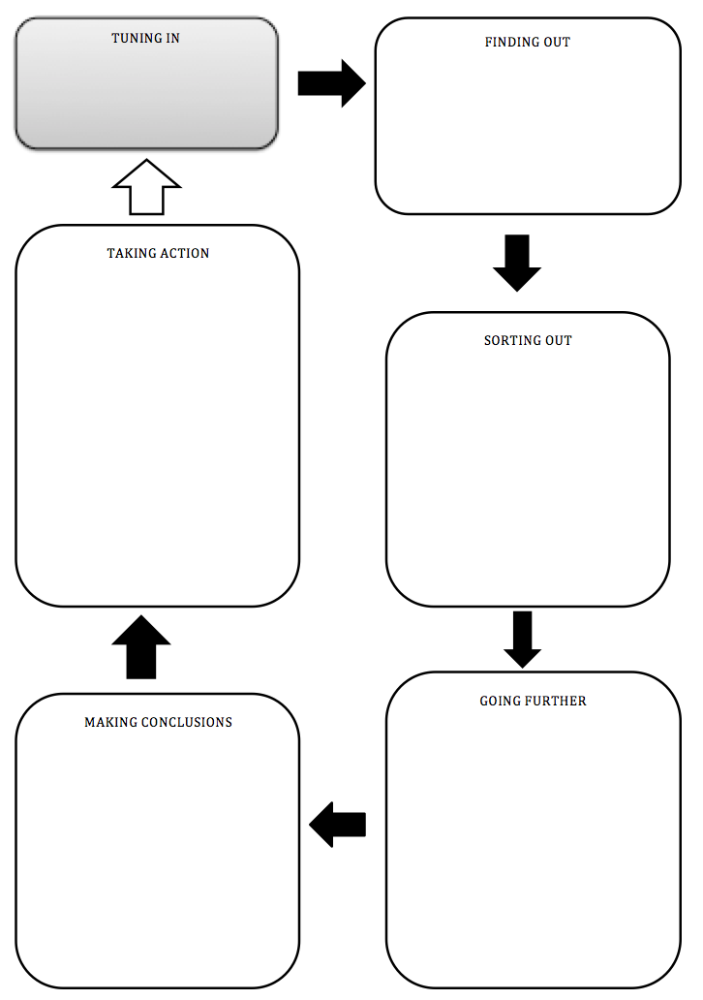 TUNING IN
FINDING OUT
SORTING OUT
GOING FURTHER
MAKING CONCLUSIONS
TAKING ACTION